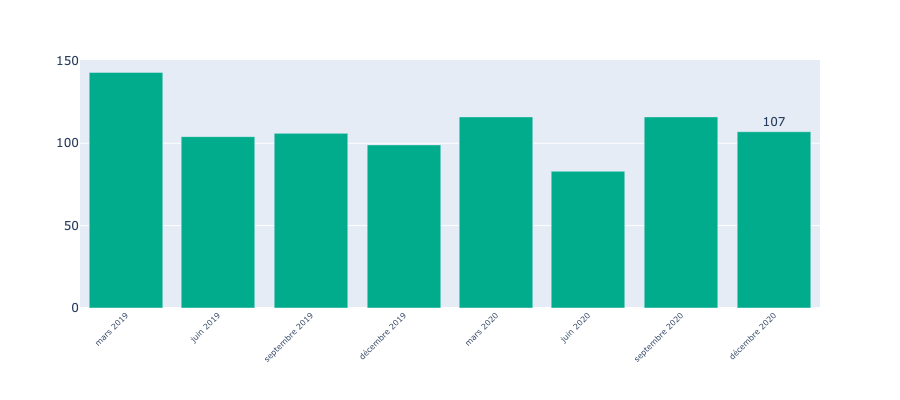 150
100
50
0
107
mars 2019
juin 2019
septembre 2019
décembre 2019
mars 2020
juin 2020
septembre 2020
décembre 2020